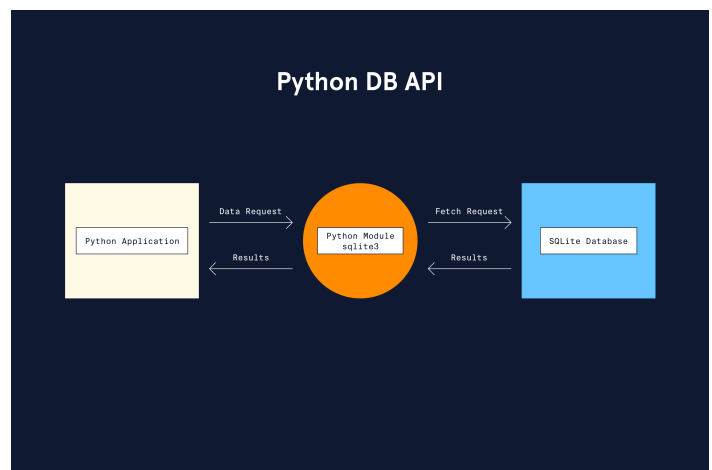 Python DB API
Data Request
Fetch Request
Python Application
Python Module
sqlite3
SQLite Database
Results
Results